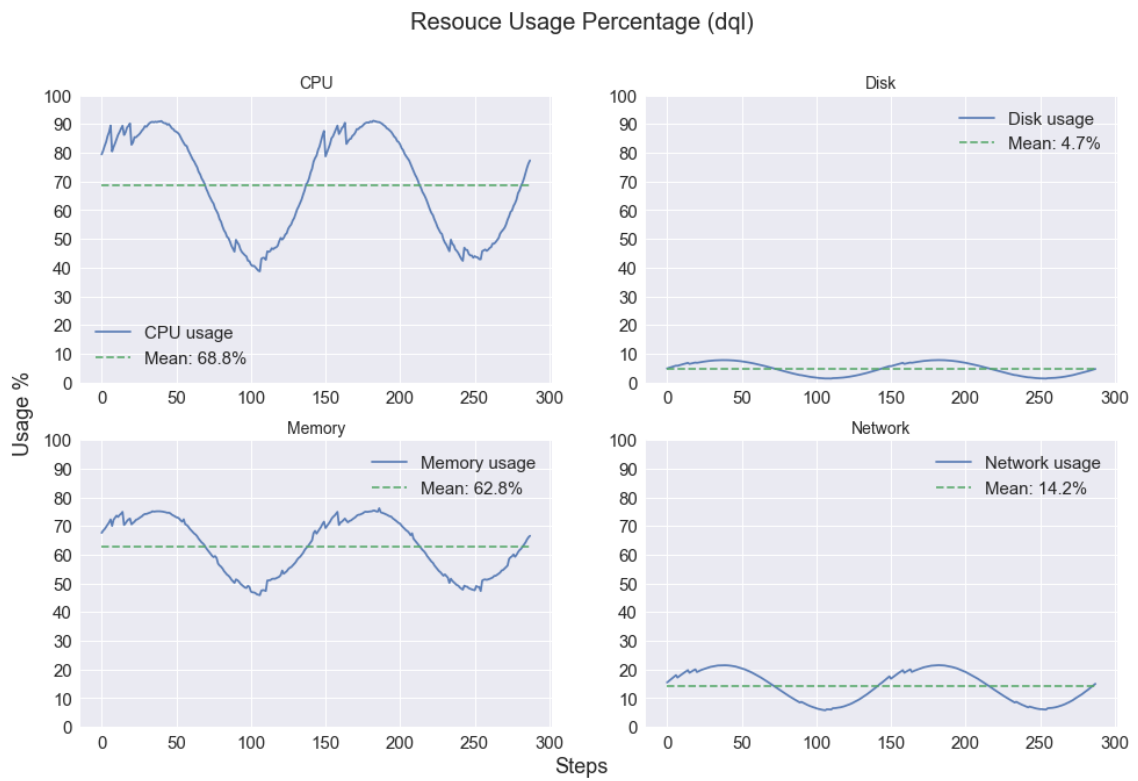 Resouce Usage Percentage (dql)
CPU
100
90
80
70
60
50
40
30
20
10
0
0 50 100 150 200 250 300
CPU usage
Mean: 68.8%
Disk
100
90
80
70
60
50
40
30
20
10
0
0 50 100 150 200 250 300
Disk usage
Mean: 4.7%
Usage %
Memory
100
90
80
70
60
50
40
30
20
10
0
0 50 100 150 200 250 300
Memory usage
Mean: 62.8%
Network
100
90
80
70
60
50
40
30
20
10
0
0 50 100 150 200 250 300
Network usage
Mean: 14.2%
Steps